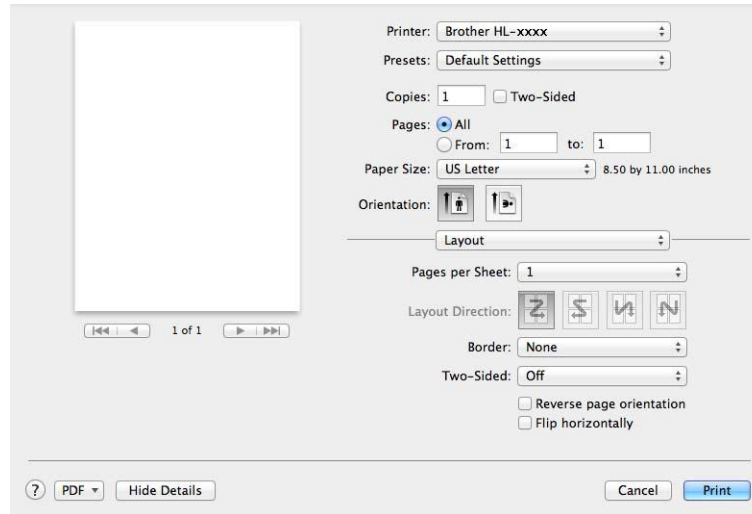 Printer: Brother HL-xxxx
Presets: Default Settings
Copies: 1 Two-Sided
Pages: All
From: 1 to: 1
Paper Size: US Letter 8.50 by 11.00 inches
Orientation:
Layout
Pages per Sheet: 1
Layout Direction:
1 of 1
Border: None
Two-Sided: Off
Reverse page orientation
Flip horizontally
? PDF Hide Details Cancel Print